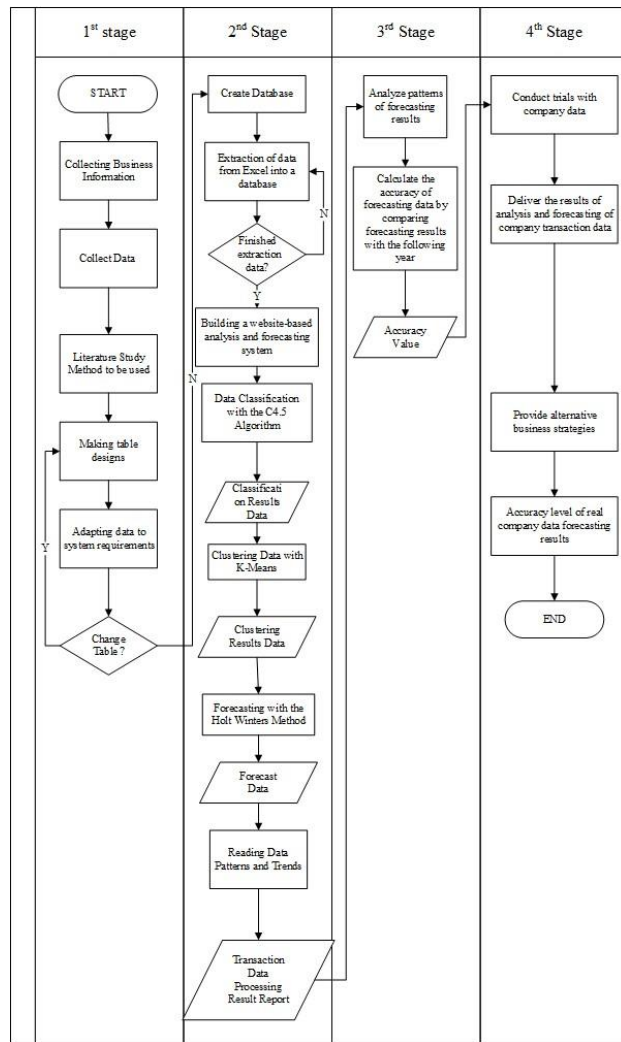 1st stage
2nd Stage
3rd Stage
4th Stage
START
Collecting Business
Information
Collect Data
Literature Study
Method to be used
Making table
designs
Adapting data to
system requirements
Y
Change
Table ?
N
Create Database
Extraction of data
from Excel into a
database
N
Finished
extraction
data?
Y
Building a website-based
analysis and forecasting
system
Data Classification
with the C4.5
Algorithm
Classificati
on Results
Data
Clustering Data with
K-Means
Clustering
Results Data
Forecasting with the
Holt Winters Method
Forecast
Data
Reading Data
Patterns and Trends
Transaction
Data
Processing
Result Report
Analyze patterns
of forecasting
results
Calculate the
accuracy of
forecasting data by
comparing
forecasting results
with the following
year
Accuracy
Value
Conduct trials with
company data
Deliver the results of
analysis and forecasting of
company transaction data
Provide alternative
business strategies
Accuracy level of real
company data forecasting
results
END